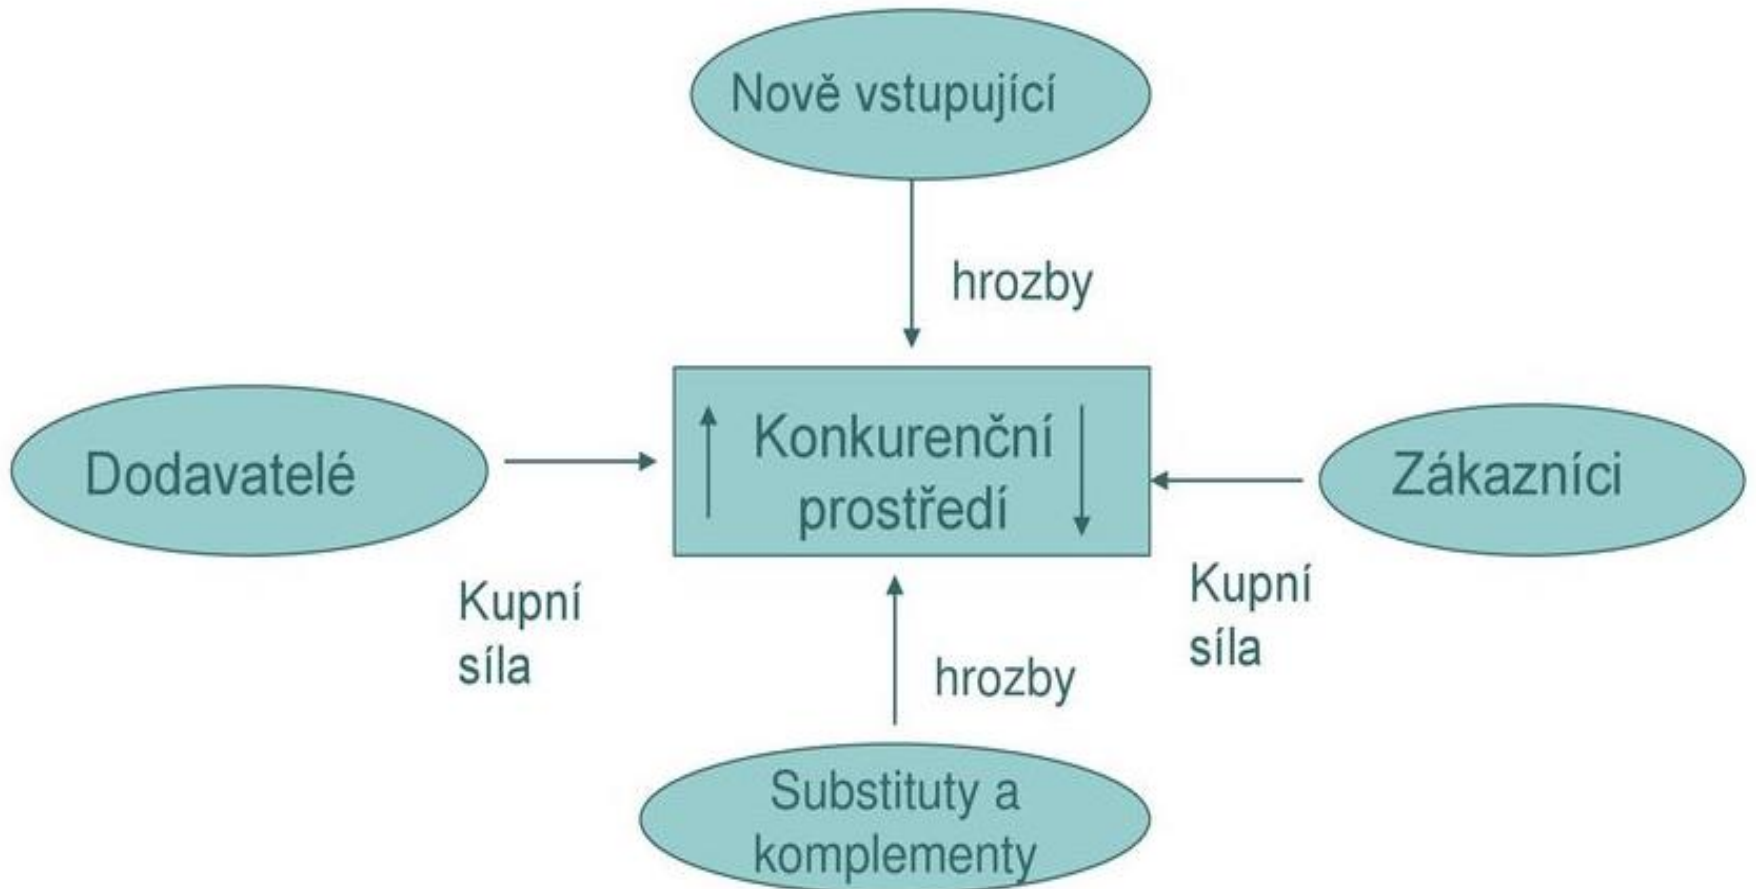 Nově vstupující
hrozby
Konkurenční
prostředí
Dodavatelé
Zákazníci
Kupní
síla
Kupní
síla
hrozby
Substituty a
komplementy